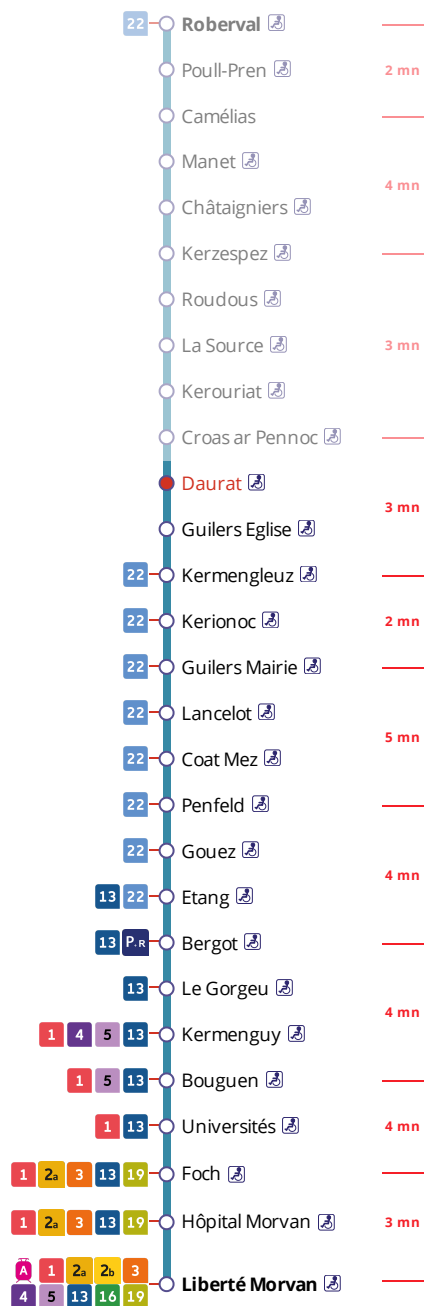 22 Roberval
Poull-Pren 2 mn
Camélias
Manet
4 mn
Châtaigniers
Kerzespez
Roudous
La Source 3 mn
Kerouriat
Croas ar Pennoc
Daurat
3 mn
Guilers Eglise
22 Kermengleuz
22 Kerionoc 2 mn
22 Guilers Mairie
22 Lancelot
5 mn
22 Coat Mez
22 Penfeld
22 Gouez
4 mn
13 22 Etang
13 P+R Bergot
13 Le Gorgeu
4 mn
1 4 5 13 Kermenguy
1 5 13 Bouguen
1 13 Universités 4 mn
1 2a 3 13 19 Foch
1 2a 3 13 19 Hôpital Morvan 3 mn
A 1 2a 2b 3
4 5 13 16 19 Liberté Morvan